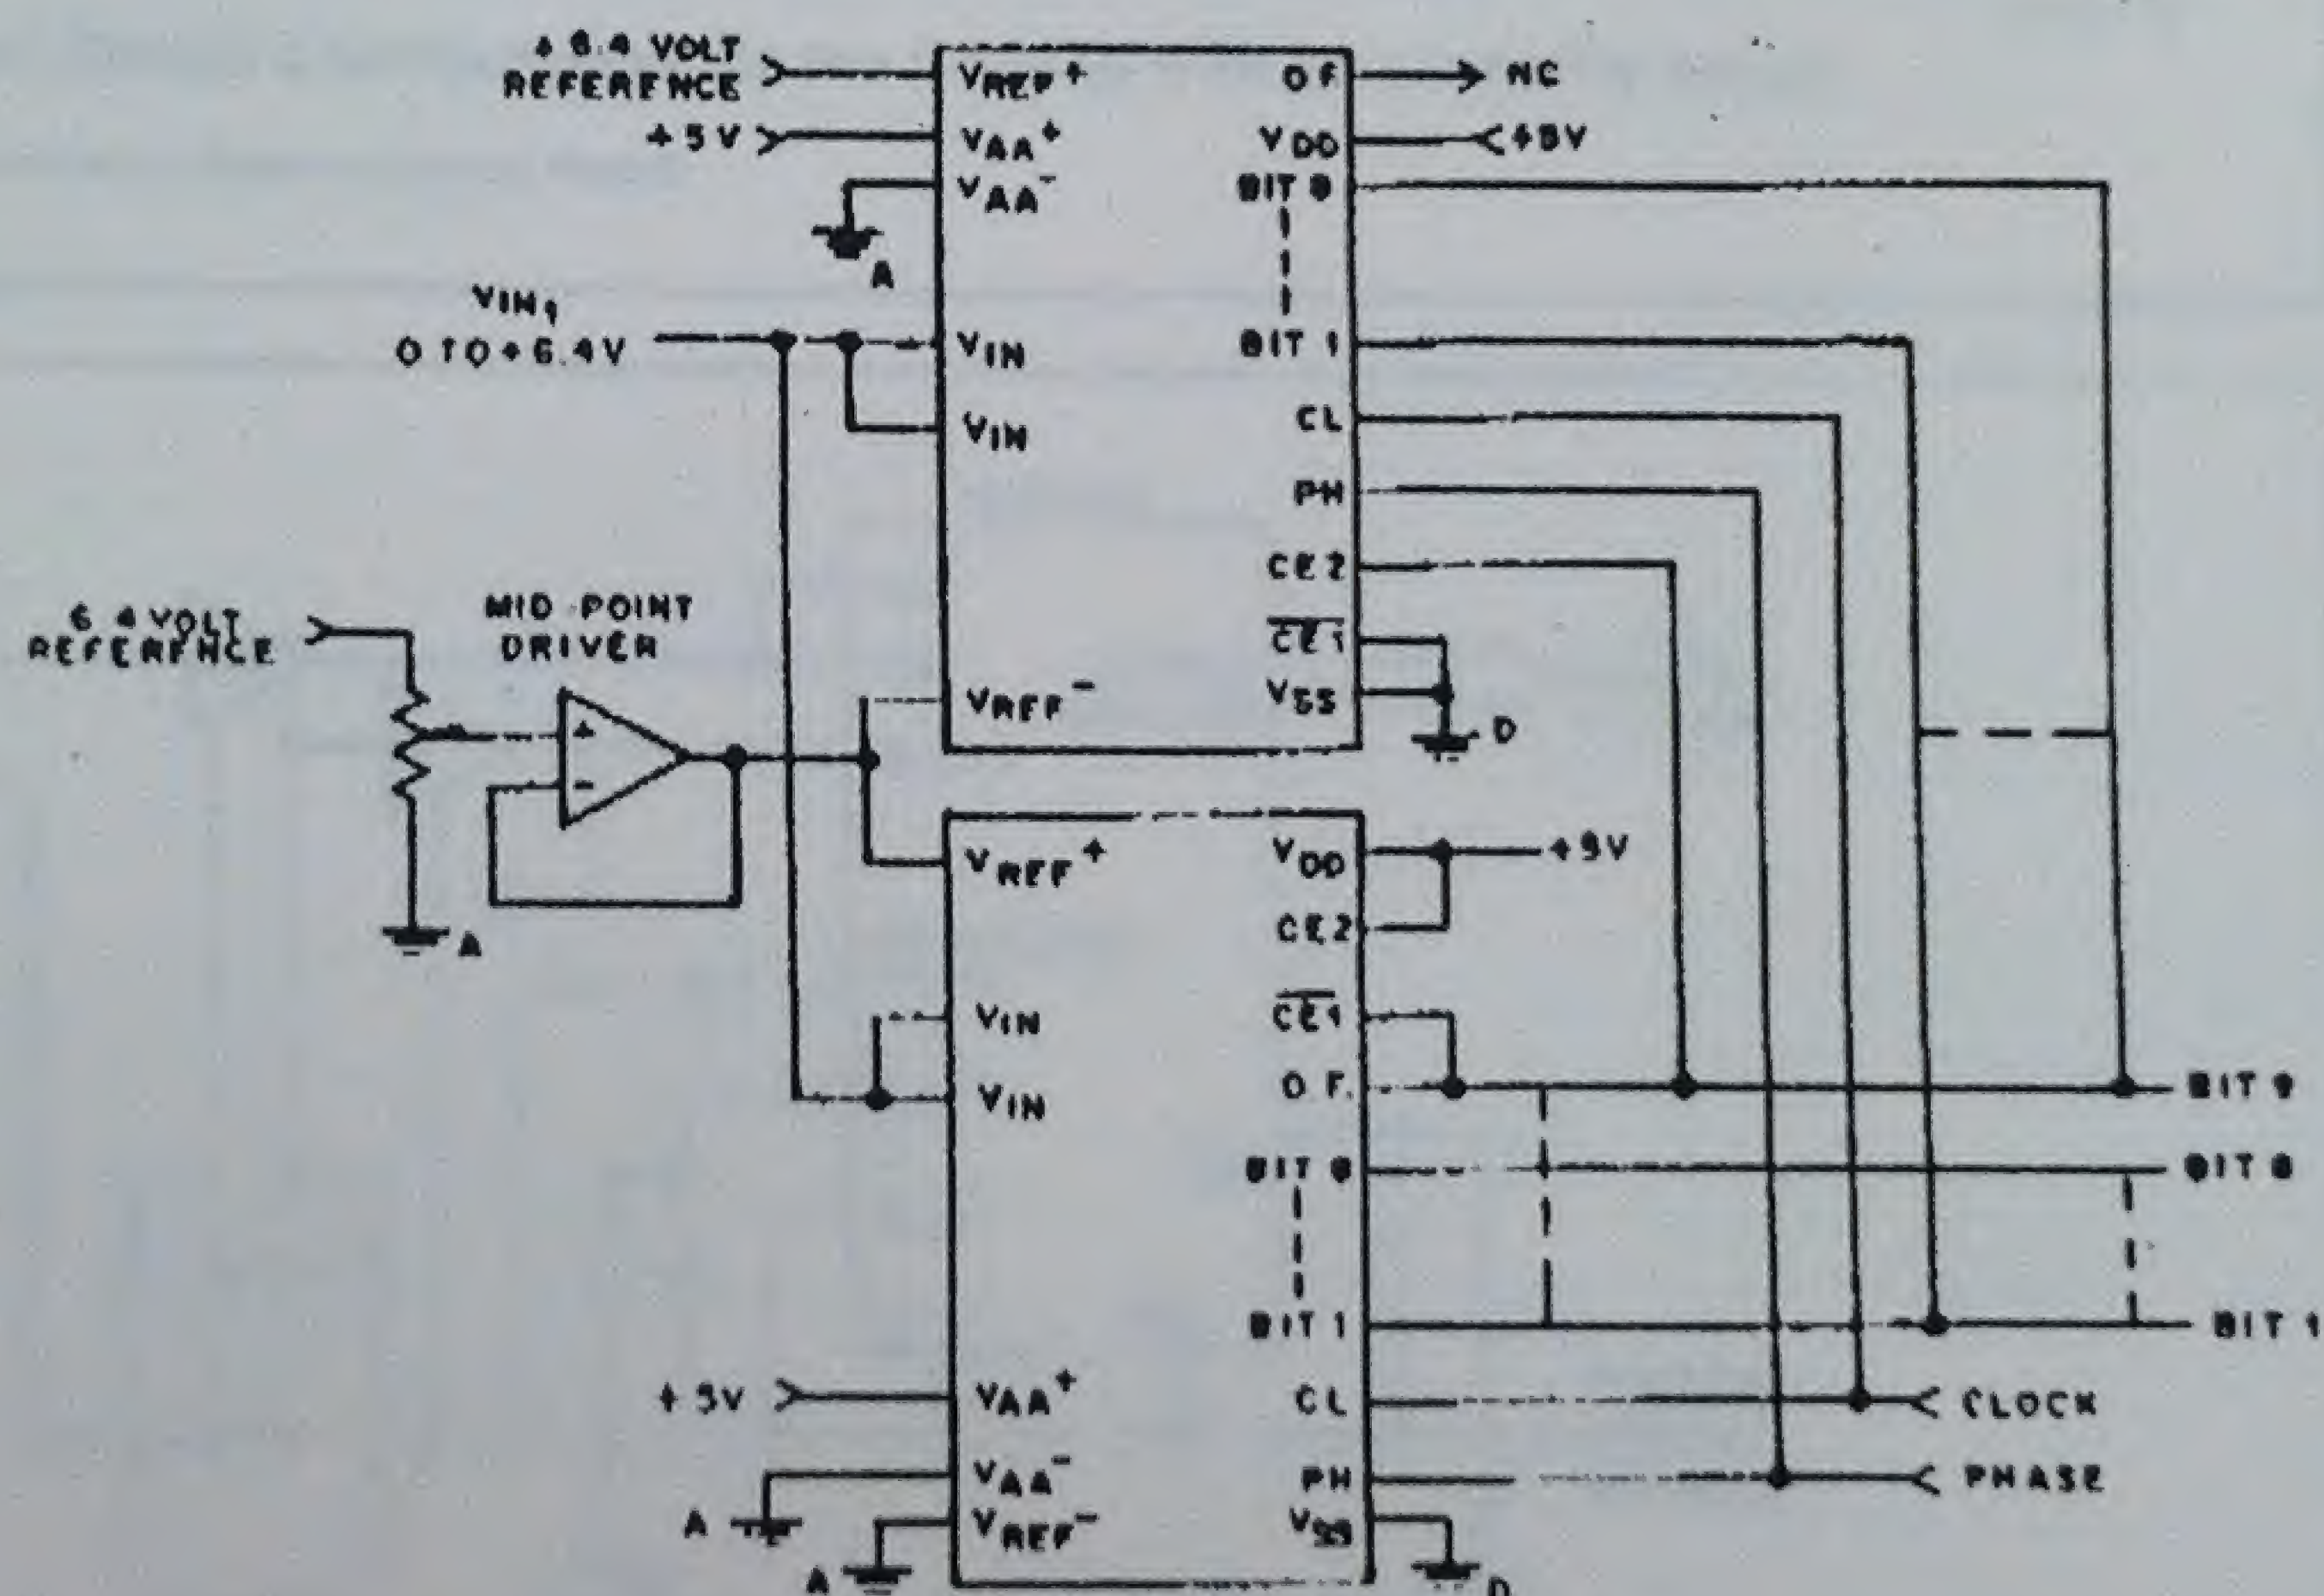 + 6.4 VOLT
REFERENCE
+5V
A
VIN,
0 TO +6.4V
6.4 VOLT
REFERENCE
MID-POINT
DRIVER
A
VREF+
VAA+
VAA-
VIN
VIN
VREF-
OF
VDD
BIT 8
BIT 1
CL
PH
CE2
CE1
VSS
NC
+5V
D
VREF+
VIN
VIN
VAA+
VAA-
VREF-
+5V
A
A
VDD
CE2
CE1
O F.
BIT 8
BIT 1
CL
PH
VSS
+5V
D
BIT 9
BIT 8
BIT 1
CLOCK
PHASE